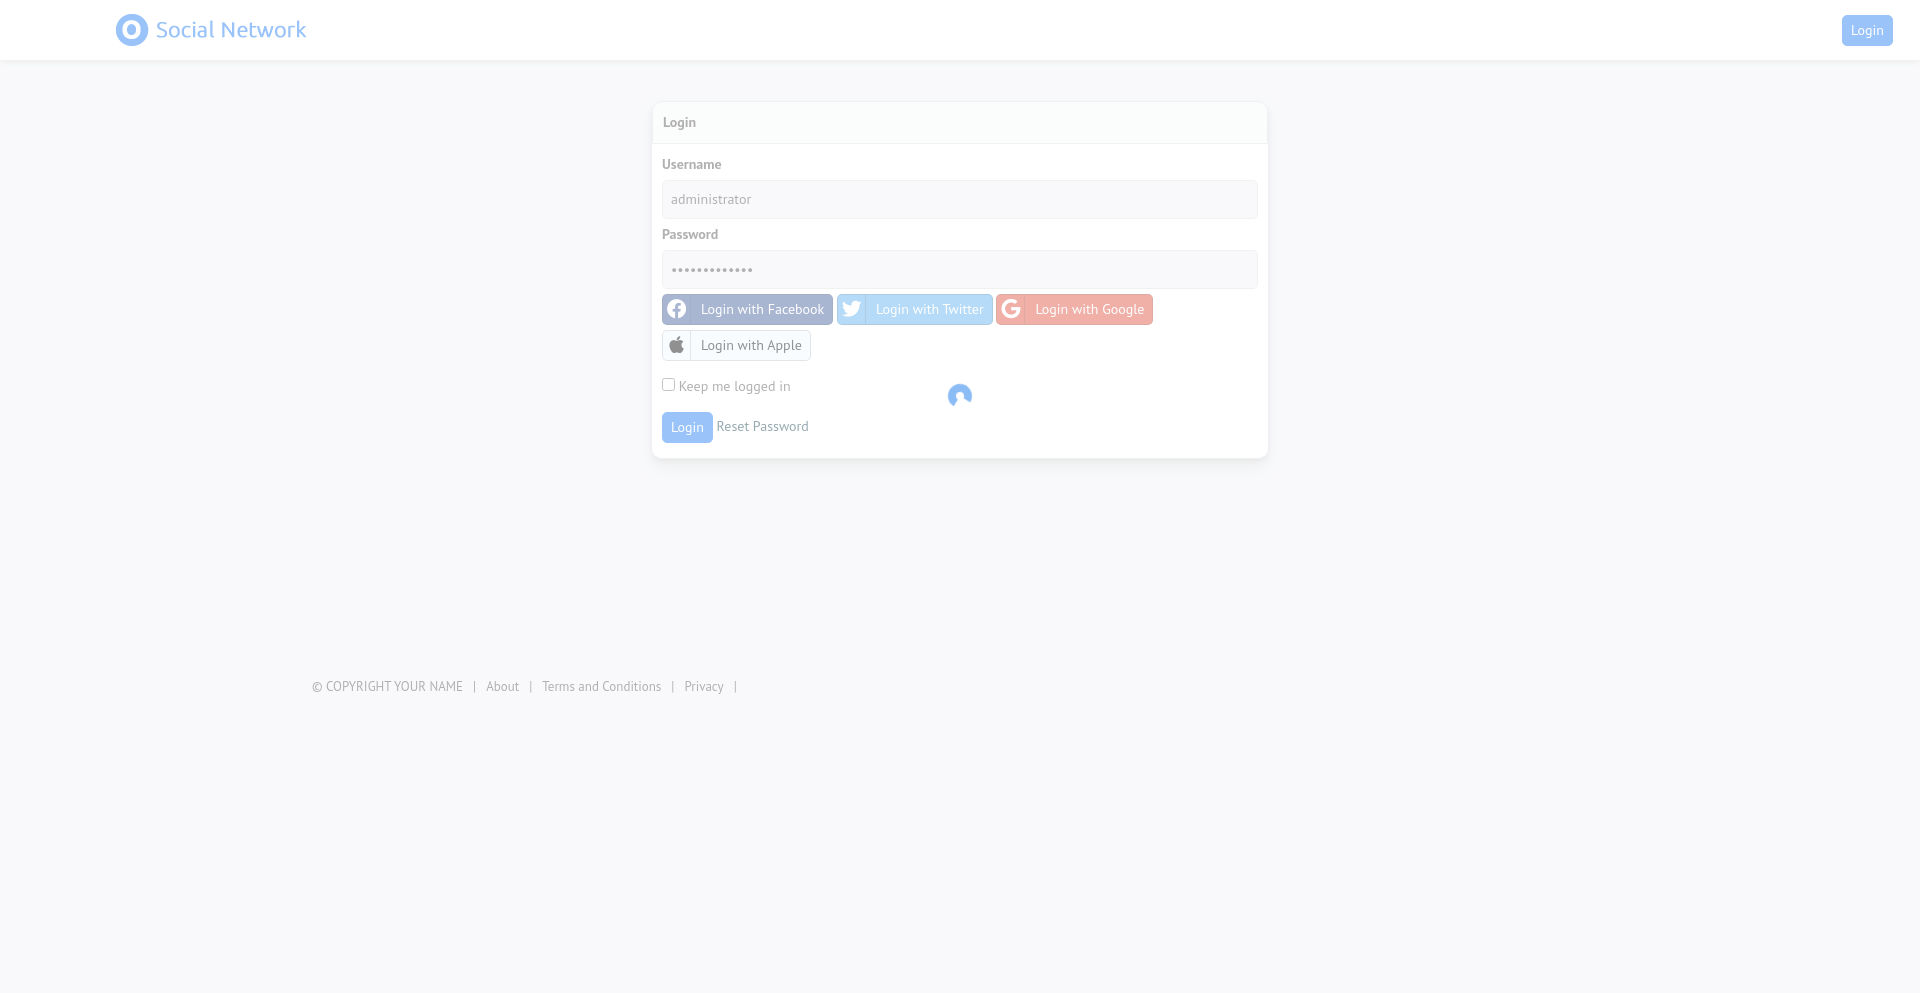 Social Network
Login
Login
Username
administrator
Password
•••••••••••••
Login with Facebook Login with Twitter Login with Google
Login with Apple
Keep me logged in
Login Reset Password
© COPYRIGHT YOUR NAME | About | Terms and Conditions | Privacy |